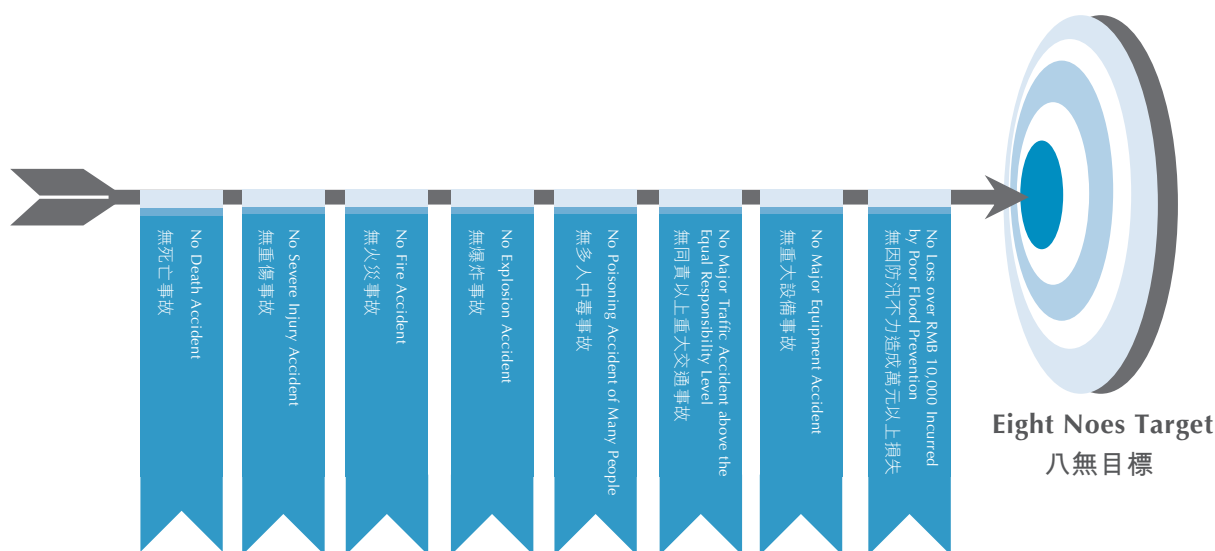 No Death Accident
無死亡事故
No Severe Injury Accident
無重傷事故
No Fire Accident
無火災事故
No Explosion Accident
無爆炸事故
No Poisoning Accident of Many People
無多人中毒事故
No Major Traffic Accident above the
Equal Responsibility Level
無同責以上重大交通事故
No Major Equipment Accident
無重大設備事故
No Loss over RMB 10,000 Incurred
by Poor Flood Prevention
無因防汛不力造成萬元以上損失
Eight Noes Target
八無目標